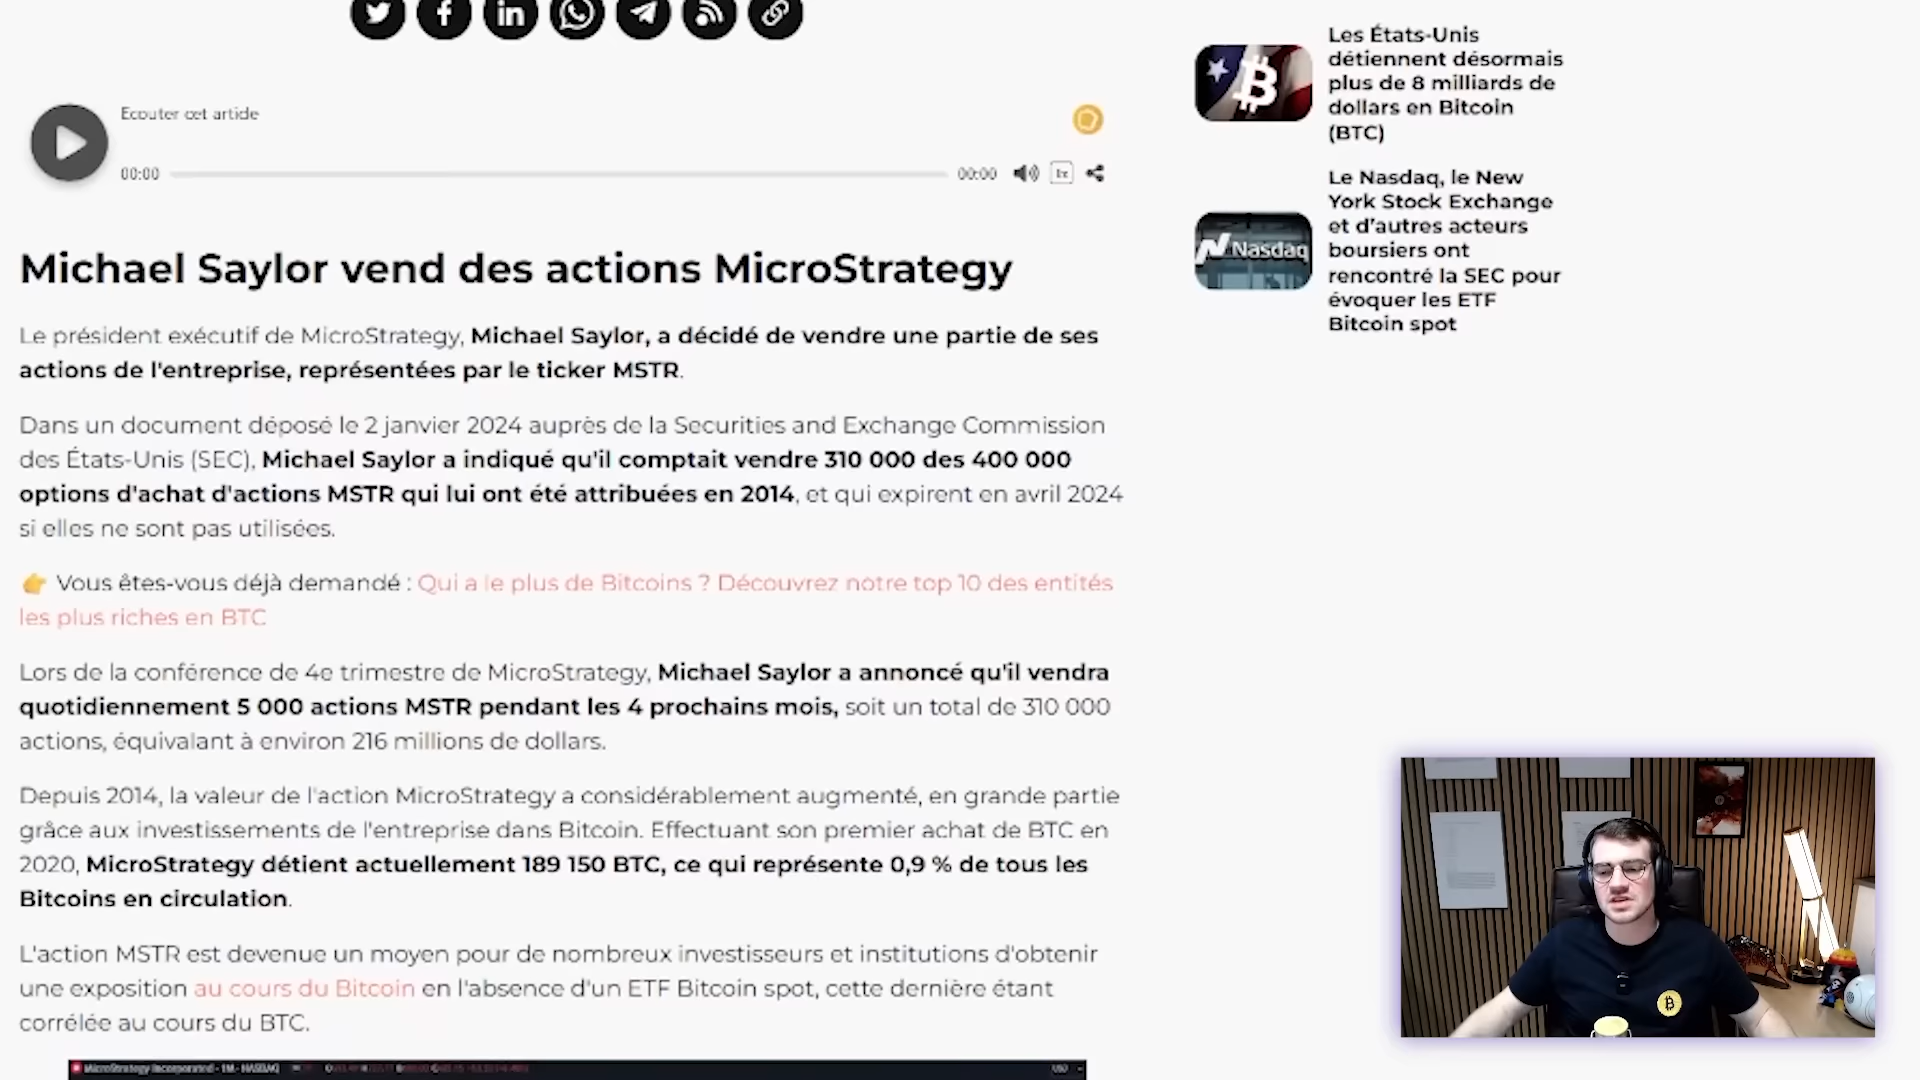 Ecouter cet article
00:00
00:00
1x
Michael Saylor vend des actions MicroStrategy
Le président exécutif de MicroStrategy, Michael Saylor, a décidé de vendre une partie de ses
actions de l'entreprise, représentées par le ticker MSTR.
Dans un document déposé le 2 janvier 2024 auprès de la Securities and Exchange Commission
des États-Unis (SEC), Michael Saylor a indiqué qu'il comptait vendre 310 000 des 400 000
options d'achat d'actions MSTR qui lui ont été attribuées en 2014, et qui expirent en avril 2024
si elles ne sont pas utilisées.
👉 Vous êtes-vous déjà demandé : Qui a le plus de Bitcoins ? Découvrez notre top 10 des entités
les plus riches en BTC
Lors de la conférence de 4e trimestre de MicroStrategy, Michael Saylor a annoncé qu'il vendra
quotidiennement 5 000 actions MSTR pendant les 4 prochains mois, soit un total de 310 000
actions, équivalant à environ 216 millions de dollars.
Depuis 2014, la valeur de l'action MicroStrategy a considérablement augmenté, en grande partie
grâce aux investissements de l'entreprise dans Bitcoin. Effectuant son premier achat de BTC en
2020, MicroStrategy détient actuellement 189 150 BTC, ce qui représente 0,9 % de tous les
Bitcoins en circulation.
L'action MSTR est devenue un moyen pour de nombreux investisseurs et institutions d'obtenir
une exposition au cours du Bitcoin en l'absence d'un ETF Bitcoin spot, cette dernière étant
corrélée au cours du BTC.
MicroStrategy Incorporated - 1M - NASDAQ
USD
Les États-Unis
détiennent désormais
plus de 8 milliards de
dollars en Bitcoin
(BTC)
Nasdaq
Le Nasdaq, le New
York Stock Exchange
et d'autres acteurs
boursiers ont
rencontré la SEC pour
évoquer les ETF
Bitcoin spot